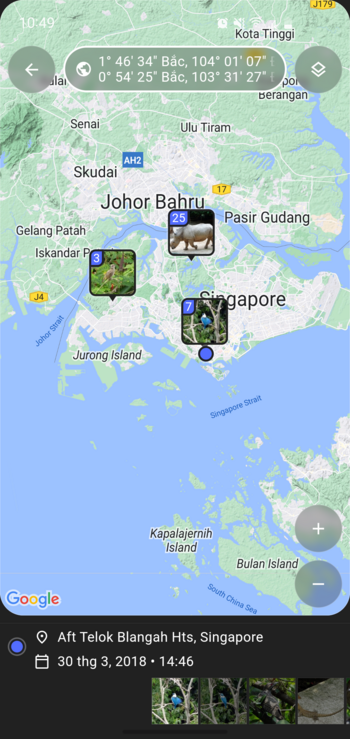 10:49
J179
Kota Tinggi
1° 46' 34" Bắc, 104° 01' 07"
0° 54' 25" Bắc, 103° 31' 27"
Berangan
Senai
Ulu Tiram
AH2
Skudai
17
Johor Bahru
25
Pasir Gudang
Gelang Patah
3
Iskandar
J4
7
Singapore
Johor Strait
Jurong Island
Singapore Strait
Kapalajernih
Island
Bulan Island
+
−
Google
South China Sea
Aft Telok Blangah Hts, Singapore
30 thg 3, 2018 • 14:46